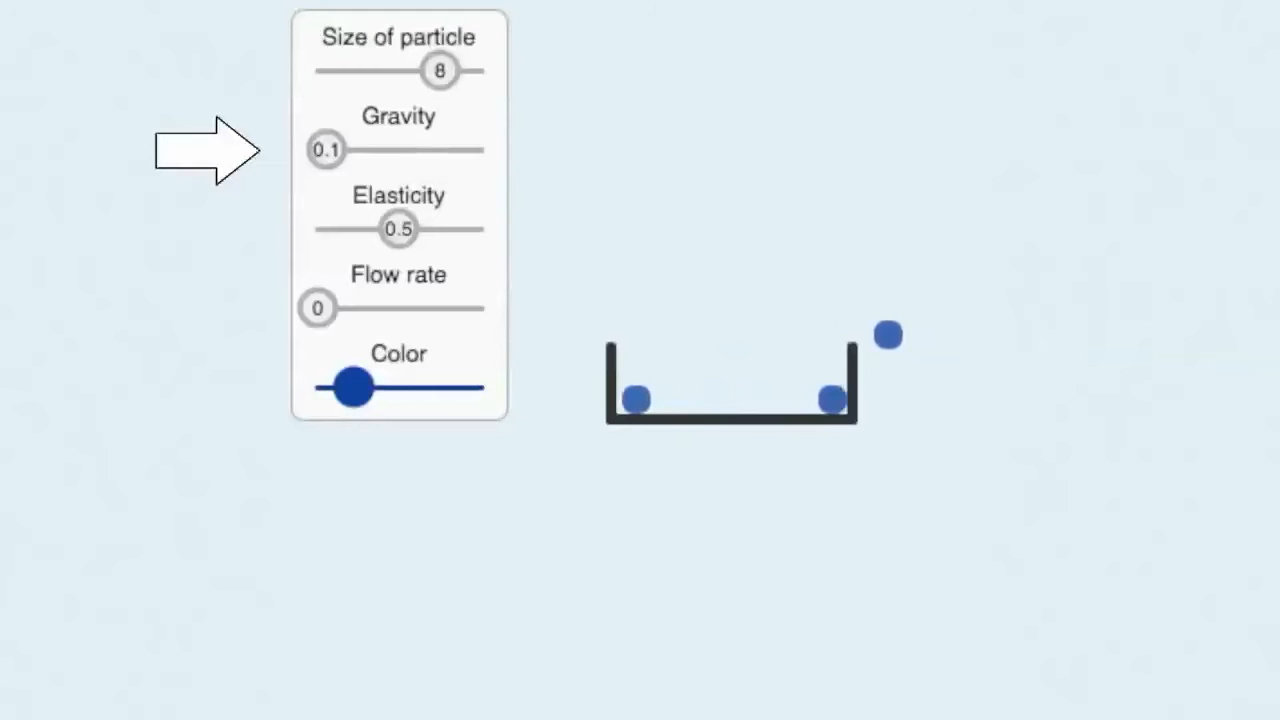 Size of particle
8
Gravity
0.1
Elasticity
0.5
Flow rate
0
Color